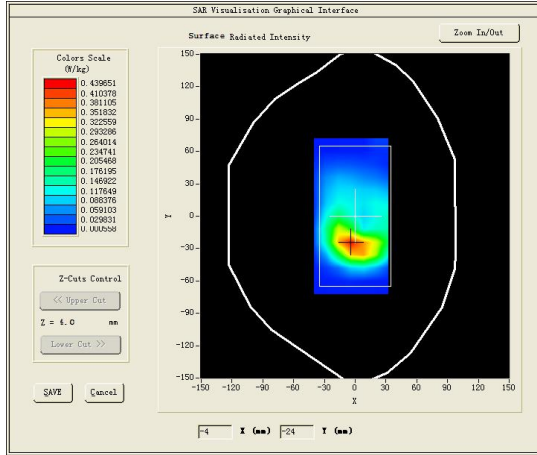 SAR Visualisation Graphical Interface
Surface Radiated Intensity
Zoom In/Out
Colors Scale
(W/kg)
0.439651
0.410378
0.381105
0.351832
0.322559
0.293286
0.264014
0.234741
0.205468
0.176195
0.146922
0.117649
0.088376
0.059103
0.029831
0.000558
Z-Cuts Control
<< Upper Cut
Z = 4.0 mm
Lower Cut >>
SAVE Cancel
150
120
90
60
30
0
-30
-60
-90
-120
-150
Y
-150 -120 -90 -60 -30 0 30 60 90 120 150
X
-4 X (mm) -24 Y (mm)